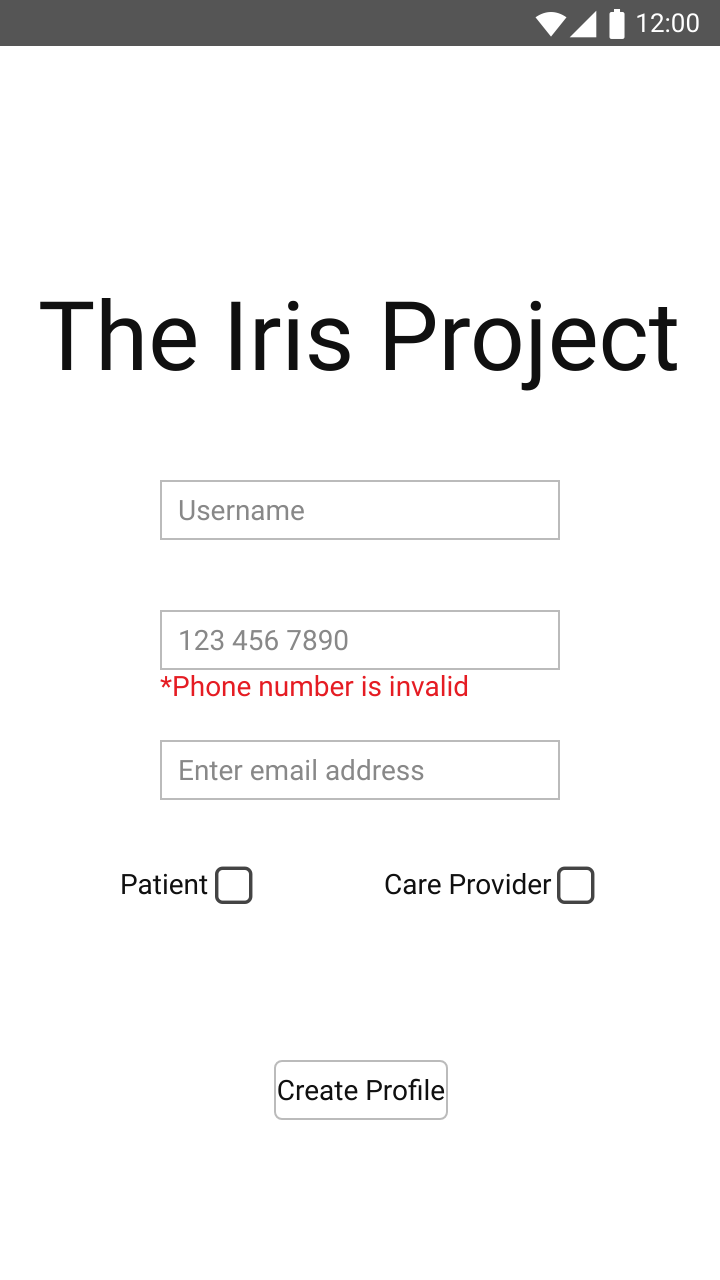 12:00
The Iris Project
Username
123 456 7890
*Phone number is invalid
Enter email address
Patient
Care Provider
Create Profile